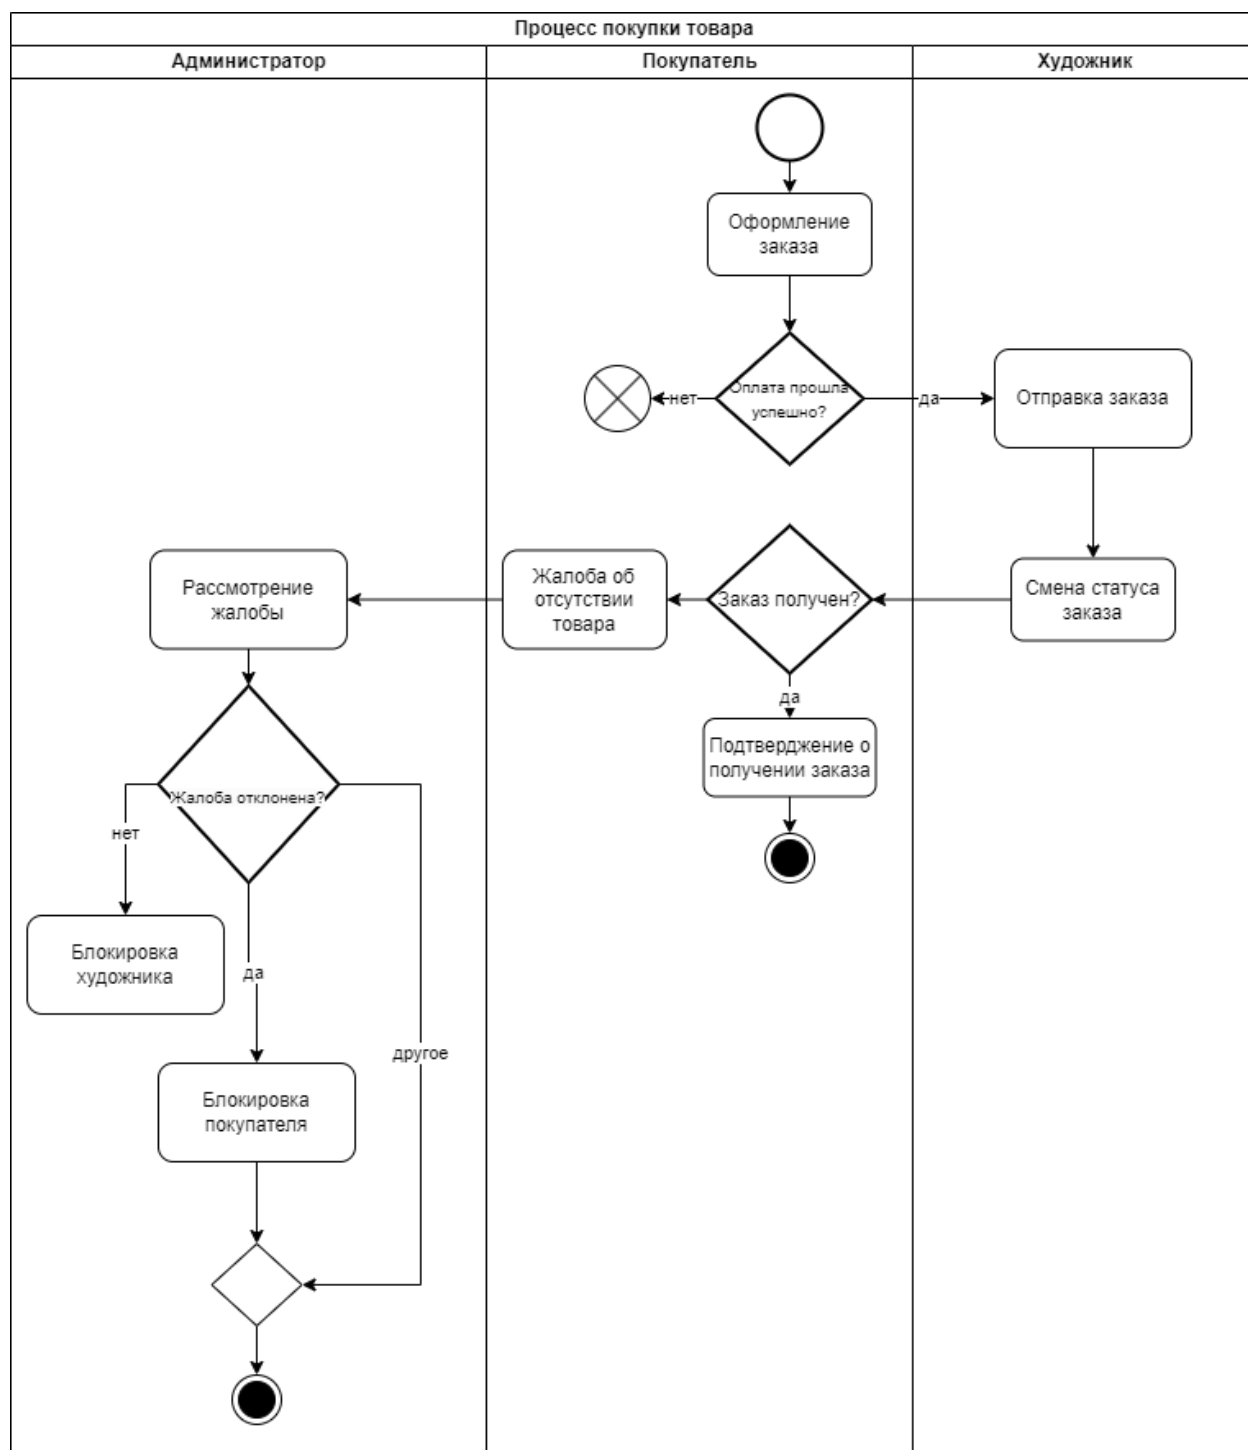 Процесс покупки товара
Администратор
Покупатель
Художник
Оформление
заказа
Оплата прошла
успешно?
нет
да
Отправка заказа
Рассмотрение
жалобы
Жалоба об
отсутствии
товара
Заказ получен?
Смена статуса
заказа
да
Подтверджение о
получении заказа
Жалоба отклонена?
нет
Блокировка
художника
да
другое
Блокировка
покупателя